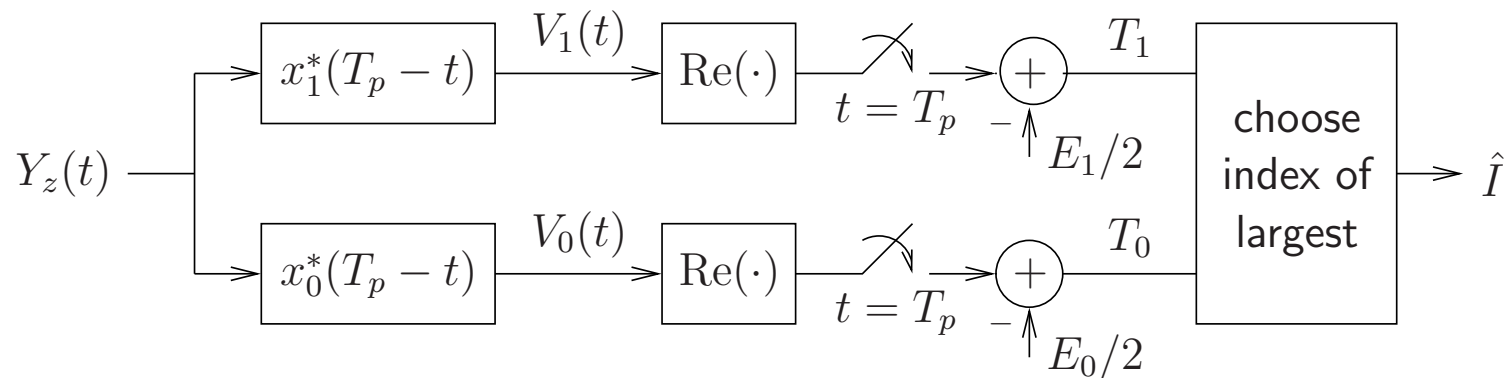 V_1(t)
T_1
x_1^*(T_p − t)
Re(·)
+
t = T_p
−
E_1/2
choose
index of
largest
Y_z(t)
Î
V_0(t)
T_0
x_0^*(T_p − t)
Re(·)
+
t = T_p
−
E_0/2